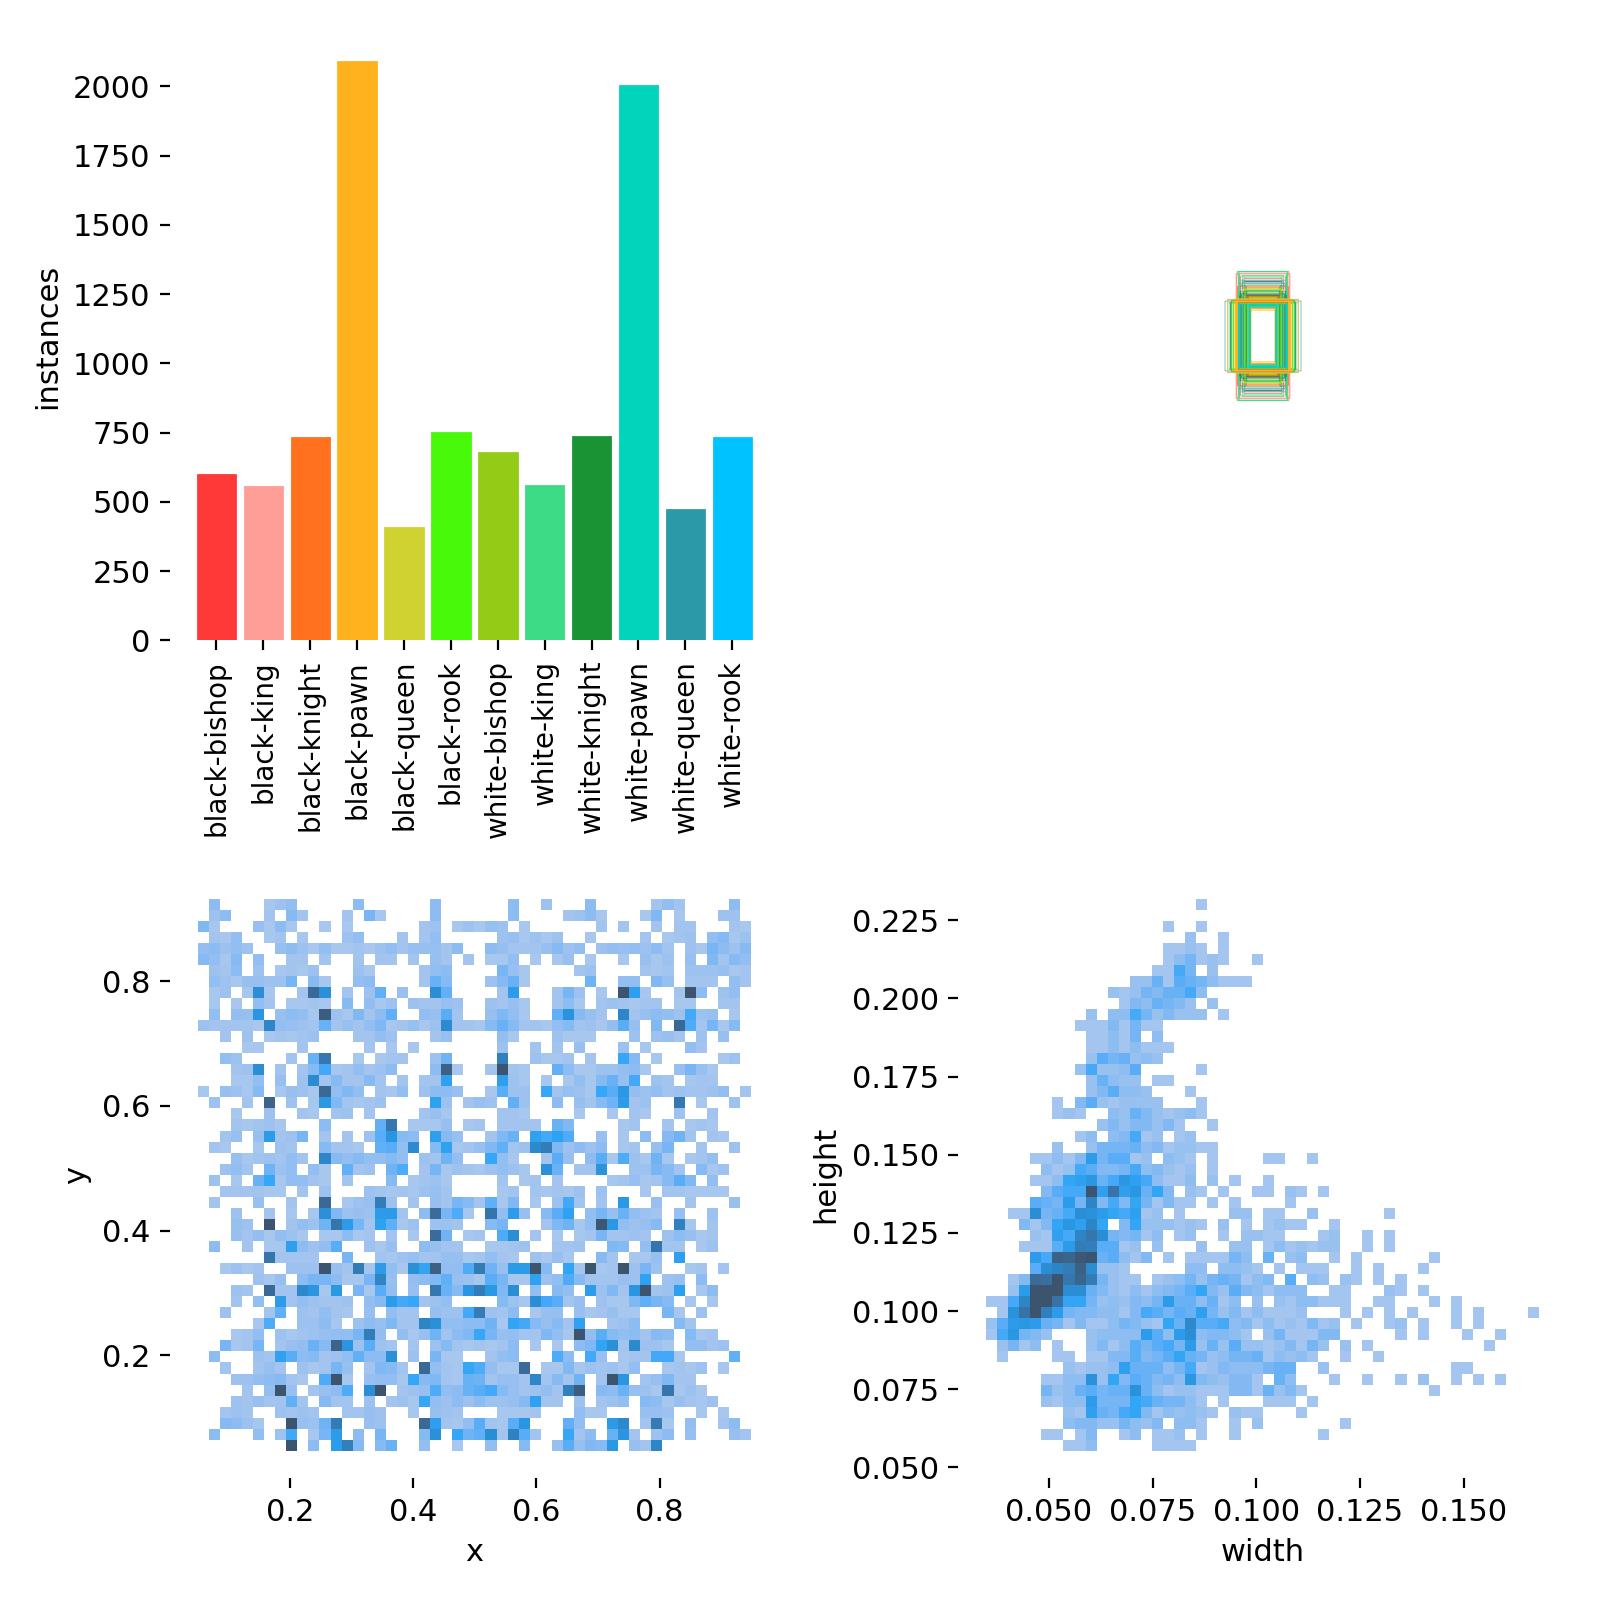 2000
1750
1500
1250
1000
750
500
250
0
instances
black-bishop
black-king
black-knight
black-pawn
black-queen
black-rook
white-bishop
white-king
white-knight
white-pawn
white-queen
white-rook
0.8
0.6
0.4
0.2
y
0.2 0.4 0.6 0.8
x
0.225
0.200
0.175
0.150
0.125
0.100
0.075
0.050
height
0.050 0.075 0.100 0.125 0.150
width